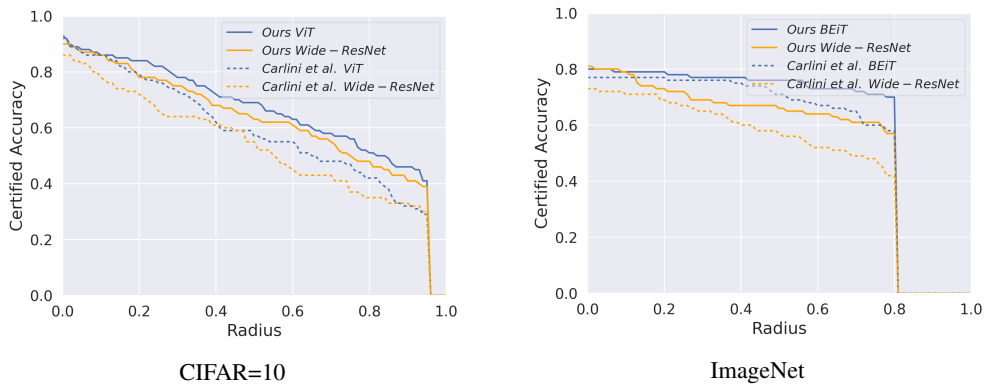 1.0
0.8
0.6
0.4
0.2
0.0
Certified Accuracy
Ours ViT
Ours Wide − ResNet
Carlini et al. ViT
Carlini et al. Wide − ResNet
0.0 0.2 0.4 0.6 0.8 1.0
Radius
CIFAR=10
1.0
0.8
0.6
0.4
0.2
0.0
Certified Accuracy
Ours BEiT
Ours Wide − ResNet
Carlini et al. BEiT
Carlini et al. Wide − ResNet
0.0 0.2 0.4 0.6 0.8 1.0
Radius
ImageNet